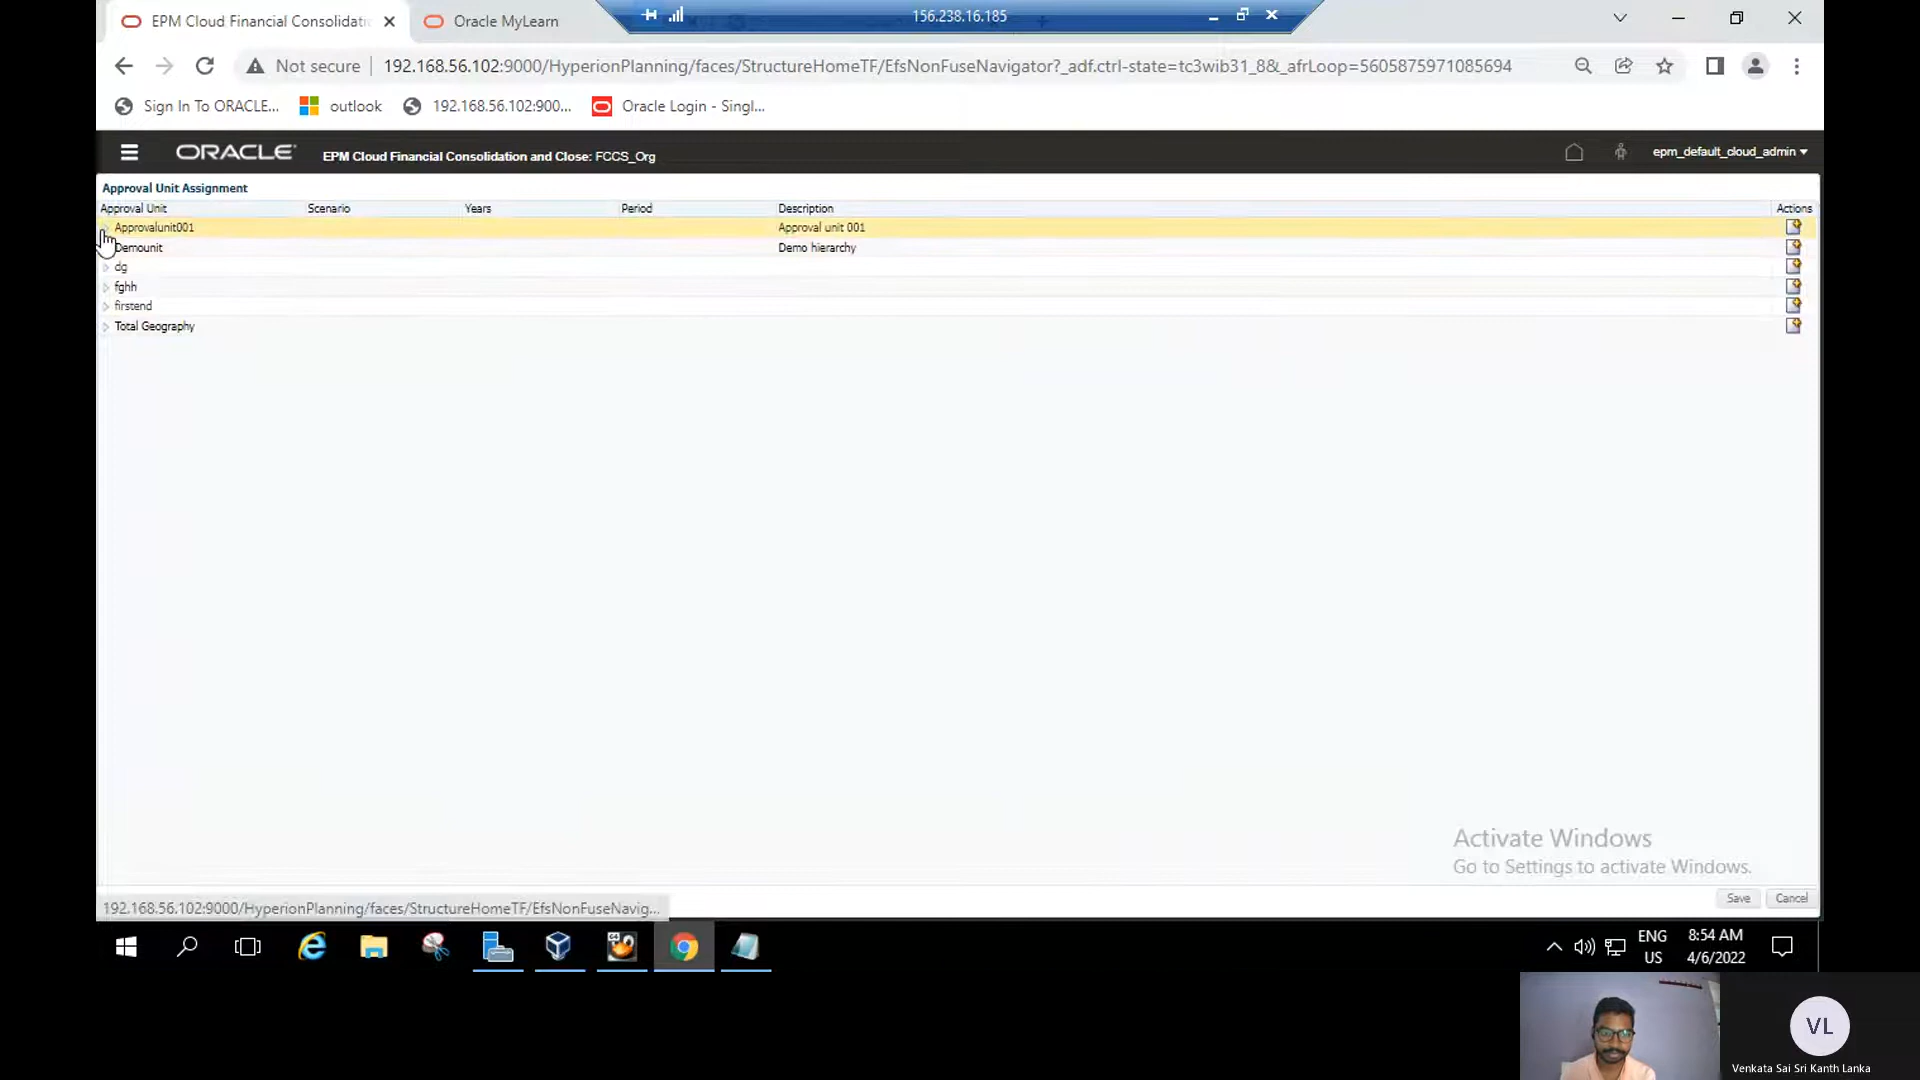 EPM Cloud Financial Consolidatio
Oracle MyLearn
156.238.16.185
Not secure
192.168.56.102:9000/HyperionPlanning/faces/StructureHomeTF/EfsNonFuseNavigator?_adf.ctrl-state=tc3wib31_8&_afrLoop=5605875971085694
Sign In To ORACLE...
outlook
192.168.56.102:900...
Oracle Login - Singl...
ORACLE
EPM Cloud Financial Consolidation and Close: FCCS_Org
epm_default_cloud_admin
Approval Unit Assignment
Approval Unit Scenario Years Period Description Actions
Approvalunit001 Approval unit 001
Demounit Demo hierarchy
dg
fghh
firstend
Total Geography
Activate Windows
Go to Settings to activate Windows.
Save Cancel
192.168.56.102:9000/HyperionPlanning/faces/StructureHomeTF/EfsNonFuseNavig...
ENG
US
8:54 AM
4/6/2022
VL
Venkata Sai Sri Kanth Lanka